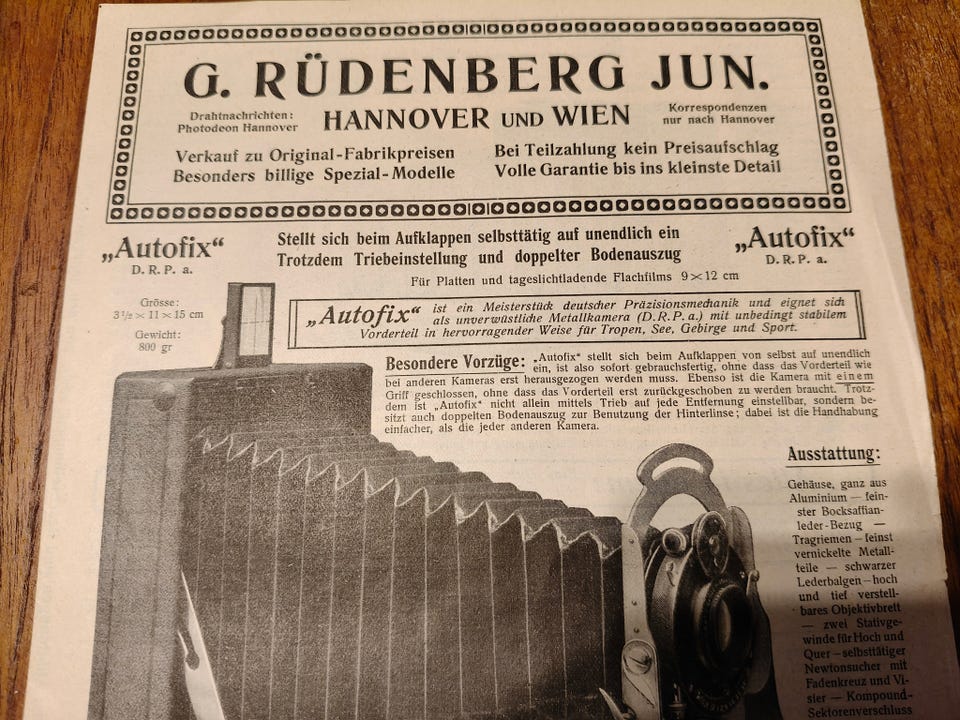 G. RÜDENBERG JUN.
Drahtnachrichten:
Photodeon Hannover
HANNOVER UND WIEN
Korrespondenzen
nur nach Hannover
Verkauf zu Original-Fabrikpreisen
Besonders billige Spezial-Modelle
Bei Teilzahlung kein Preisaufschlag
Volle Garantie bis ins kleinste Detail
„Autofix“
D. R. P. a.
Stellt sich beim Aufklappen selbsttätig auf unendlich ein
Trotzdem Triebeinstellung und doppelter Bodenauszug
„Autofix“
D. R. P. a.
Für Platten und tageslichtladende Flachfilms 9×12 cm
Grösse:
3½×11×15 cm
Gewicht:
800 gr
„Autofix“ ist ein Meisterstück deutscher Präzisionsmechanik und eignet sich
als unverwüstliche Metallkamera (D.R.P.a.) mit unbedingt stabilem
Vorderteil in hervorragender Weise für Tropen, See, Gebirge und Sport.
Besondere Vorzüge: „Autofix“ stellt sich beim Aufklappen von selbst auf unendlich
ein, ist also sofort gebrauchsfertig, ohne dass das Vorderteil wie
bei anderen Kameras erst herausgezogen werden muss. Ebenso ist die Kamera mit einem
Griff geschlossen, ohne dass das Vorderteil erst zurückgeschoben zu werden braucht. Trotz-
dem ist „Autofix“ nicht allein mittels Trieb auf jede Entfernung einstellbar, sondern be-
sitzt auch doppelten Bodenauszug zur Benutzung der Hinterlinse; dabei ist die Handhabung
einfacher, als die jeder anderen Kamera.
Ausstattung:
Gehäuse, ganz aus
Aluminium — fein-
ster Bocksaffian-
leder-Bezug —
Tragriemen – feinst
vernickelte Metall-
teile — schwarzer
Lederbalgen – hoch
und tief verstell-
bares Objektivbrett
— zwei Stativge-
winde für Hoch und
Quer – selbsttätiger
Newtonsucher mit
Fadenkreuz und Vi-
sier — Kompound-
Sektorenverschluss